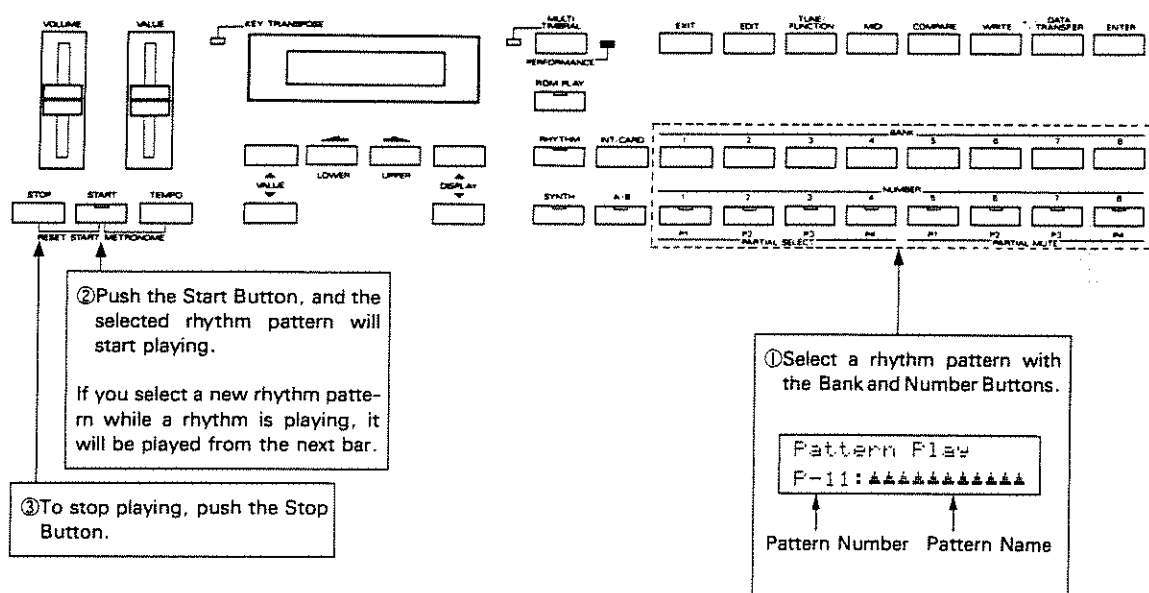 VOLUME VALUE KEY TRANSPOSE MULTI TIMBRAL EXIT EDIT TUNE/FUNCTION MIDI COMPARE WRITE DATA TRANSFER ENTER
PERFORMANCE
ROM PLAY
RHYTHM INT·CARD BANK
1 2 3 4 5 6 7 8
VALUE LOWER UPPER DISPLAY
STOP START TEMPO SYNTH A·B NUMBER
1 2 3 4 5 6 7 8
RESET START METRONOME
P1 P2 P3 P4 P1 P2 P3 P4
PARTIAL SELECT PARTIAL MUTE
①Select a rhythm pattern with
the Bank and Number Buttons.
Pattern Play
P-11:
Pattern Number Pattern Name
②Push the Start Button, and the
selected rhythm pattern will
start playing.
If you select a new rhythm patte-
rn while a rhythm is playing, it
will be played from the next bar.
③To stop playing, push the Stop
Button.